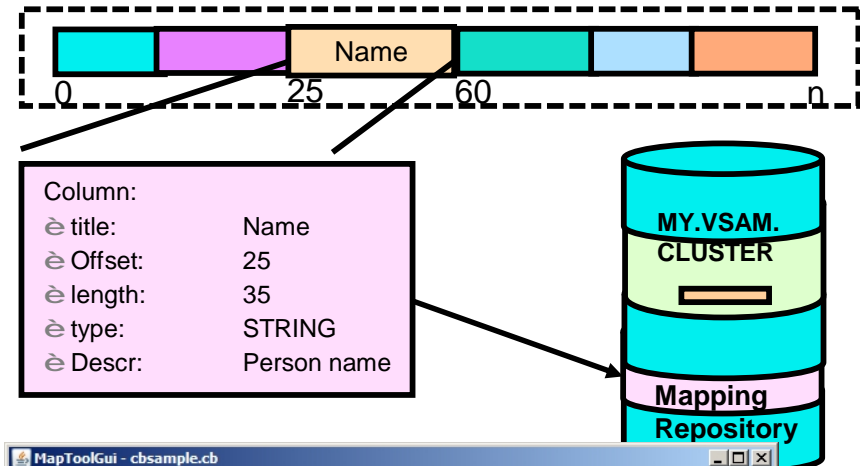 Name
0 25 60 n
Column:
è title: Name
è Offset: 25
è length: 35
è type: STRING
è Descr: Person name
MY.VSAM.
CLUSTER
Mapping
Repository
MapToolGui - cbsample.cb